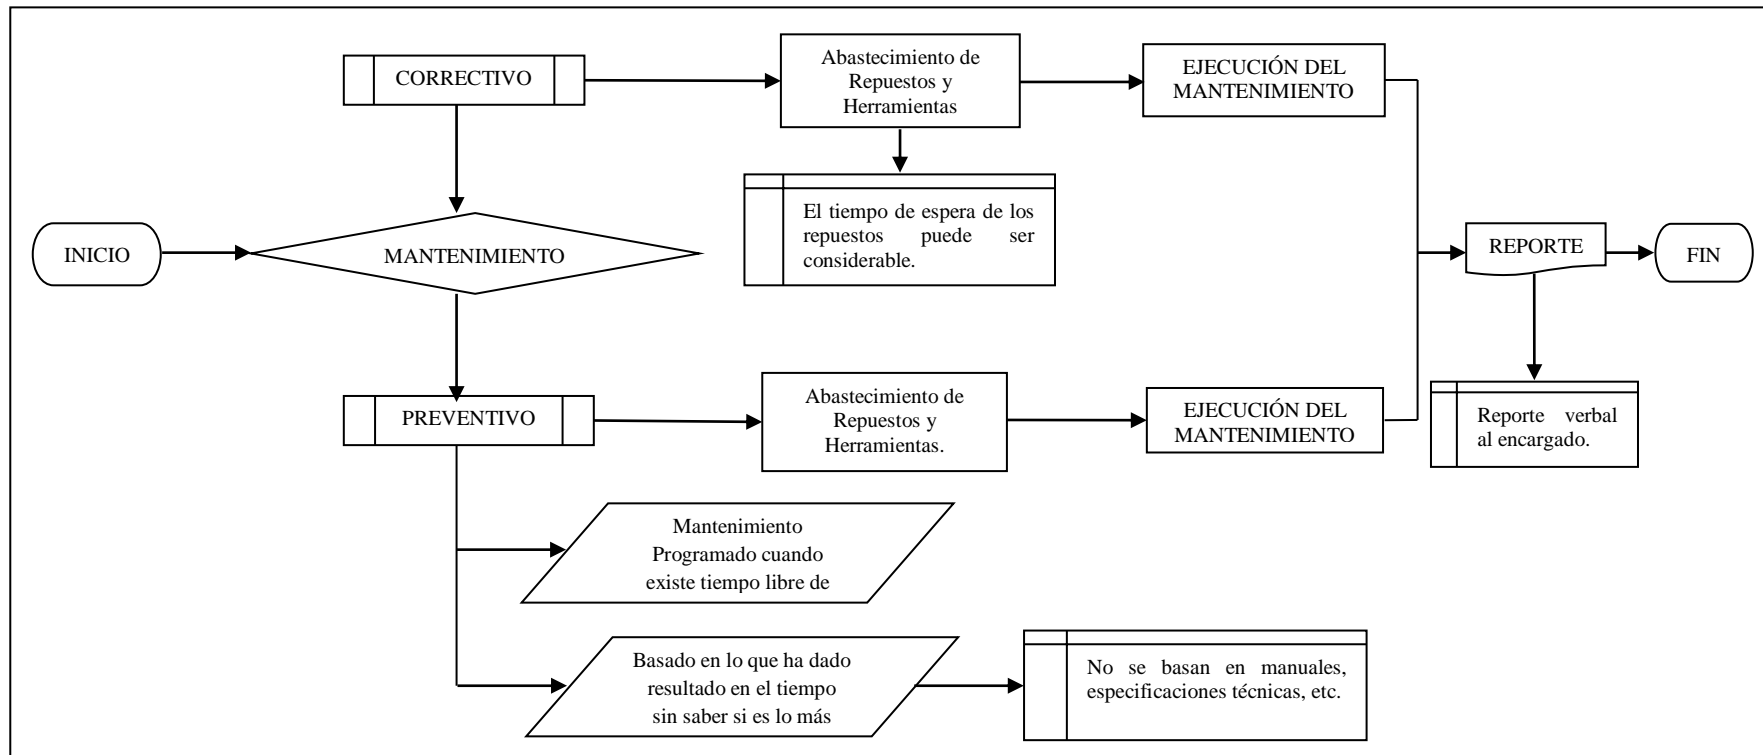 CORRECTIVO
Abastecimiento de
Repuestos y
Herramientas
EJECUCIÓN DEL
MANTENIMIENTO
El tiempo de espera de los
repuestos puede ser
considerable.
INICIO
MANTENIMIENTO
REPORTE
FIN
PREVENTIVO
Abastecimiento de
Repuestos y
Herramientas.
EJECUCIÓN DEL
MANTENIMIENTO
Reporte verbal
al encargado.
Mantenimiento
Programado cuando
existe tiempo libre de
Basado en lo que ha dado
resultado en el tiempo
sin saber si es lo más
No se basan en manuales,
especificaciones técnicas, etc.